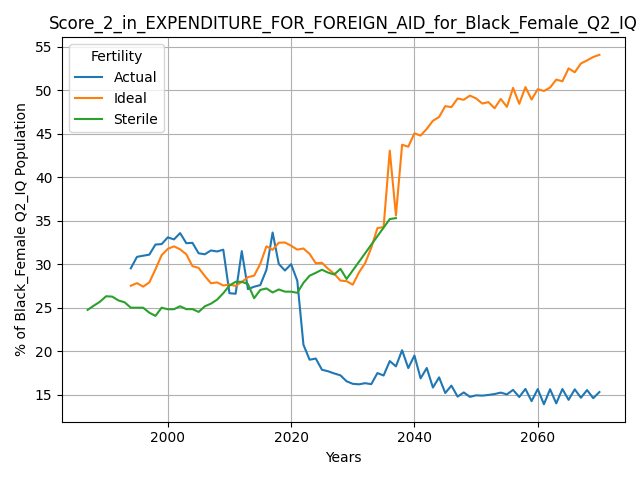 Score_2_in_EXPENDITURE_FOR_FOREIGN_AID_for_Black_Female_Q2_IQ
% of Black_Female Q2_IQ Population
55
50
45
40
35
30
25
20
15
Fertility
Actual
Ideal
Sterile
2000
2020
2040
2060
Years